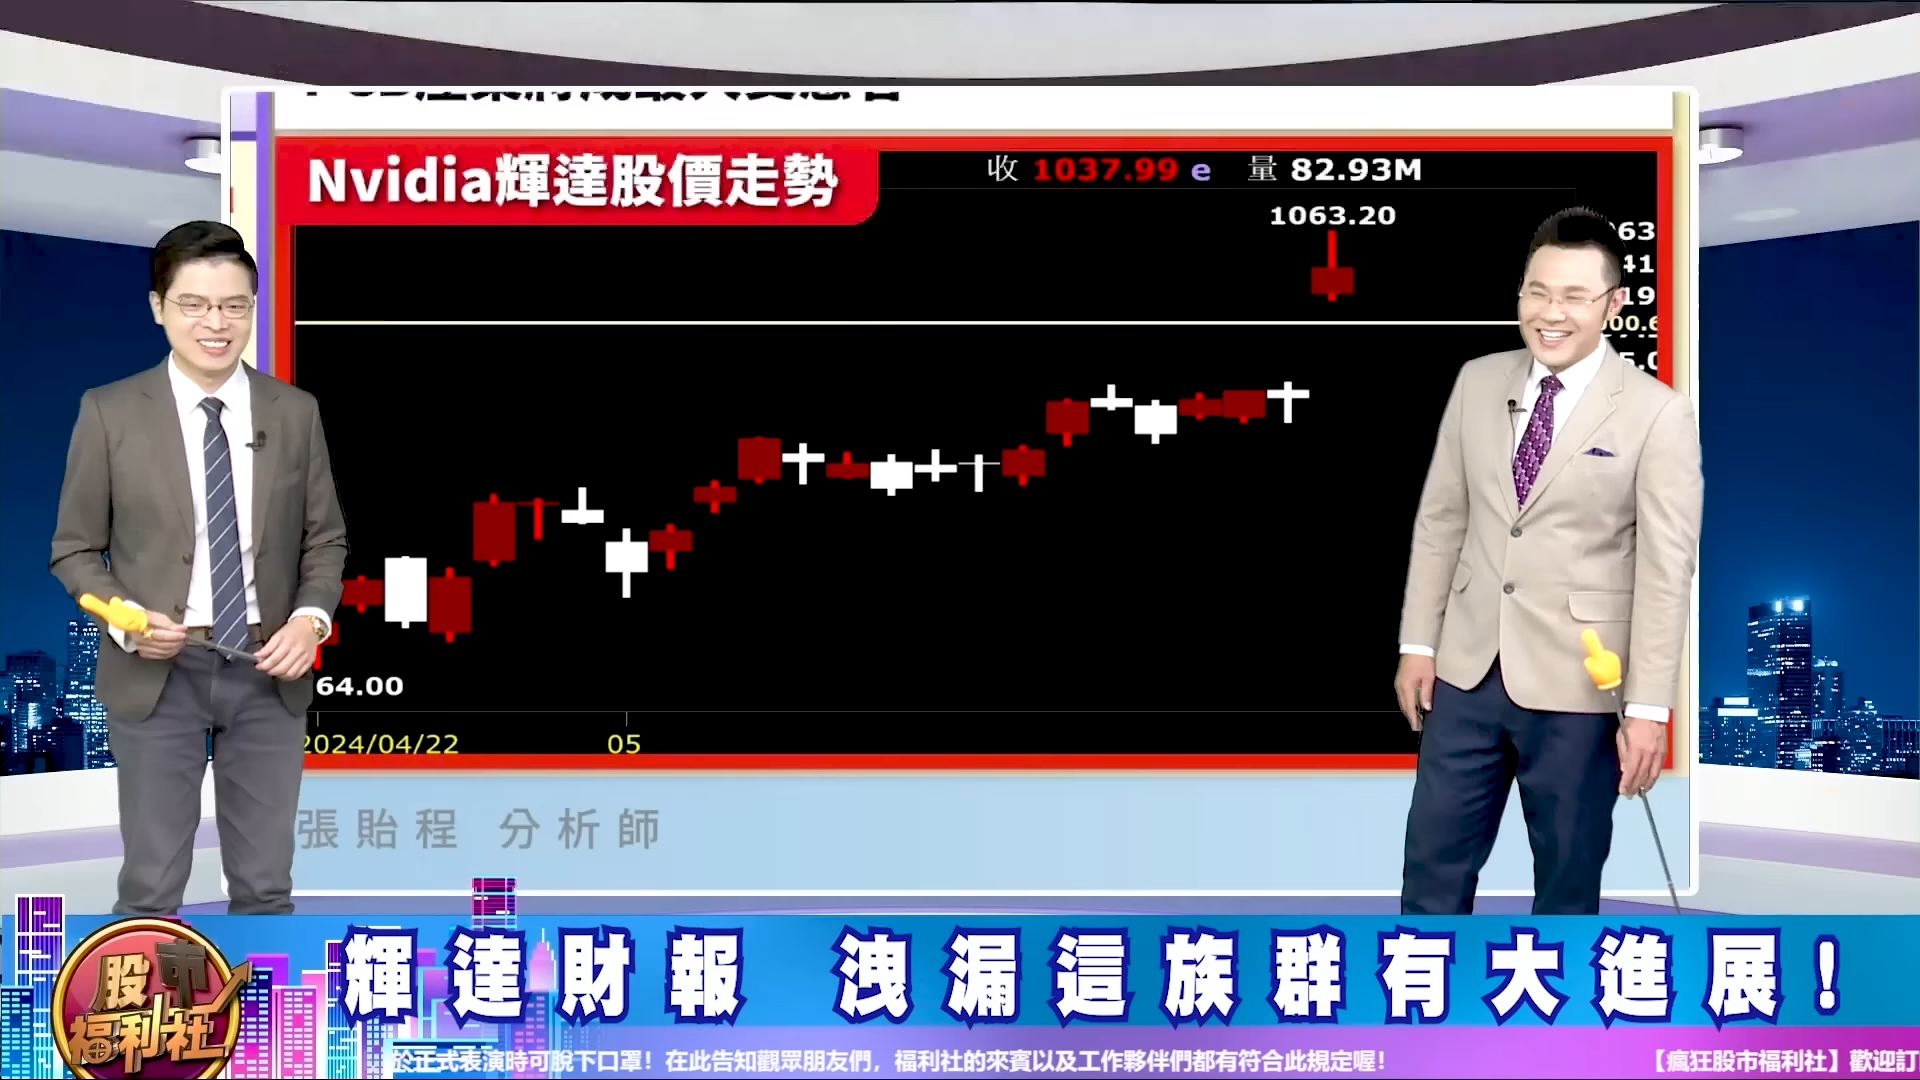 Nvidia輝達股價走勢
收 1037.99 e 量 82.93M
1063.20
64.00
2024/04/22 05
張貽程 分析師
股市
福利社
輝達財報 洩漏這族群有大進展!
於正式表演時可脫下口罩!在此告知觀眾朋友們,福利社的來賓以及工作夥伴們都有符合此規定喔! 【瘋狂股市福利社】歡迎訂